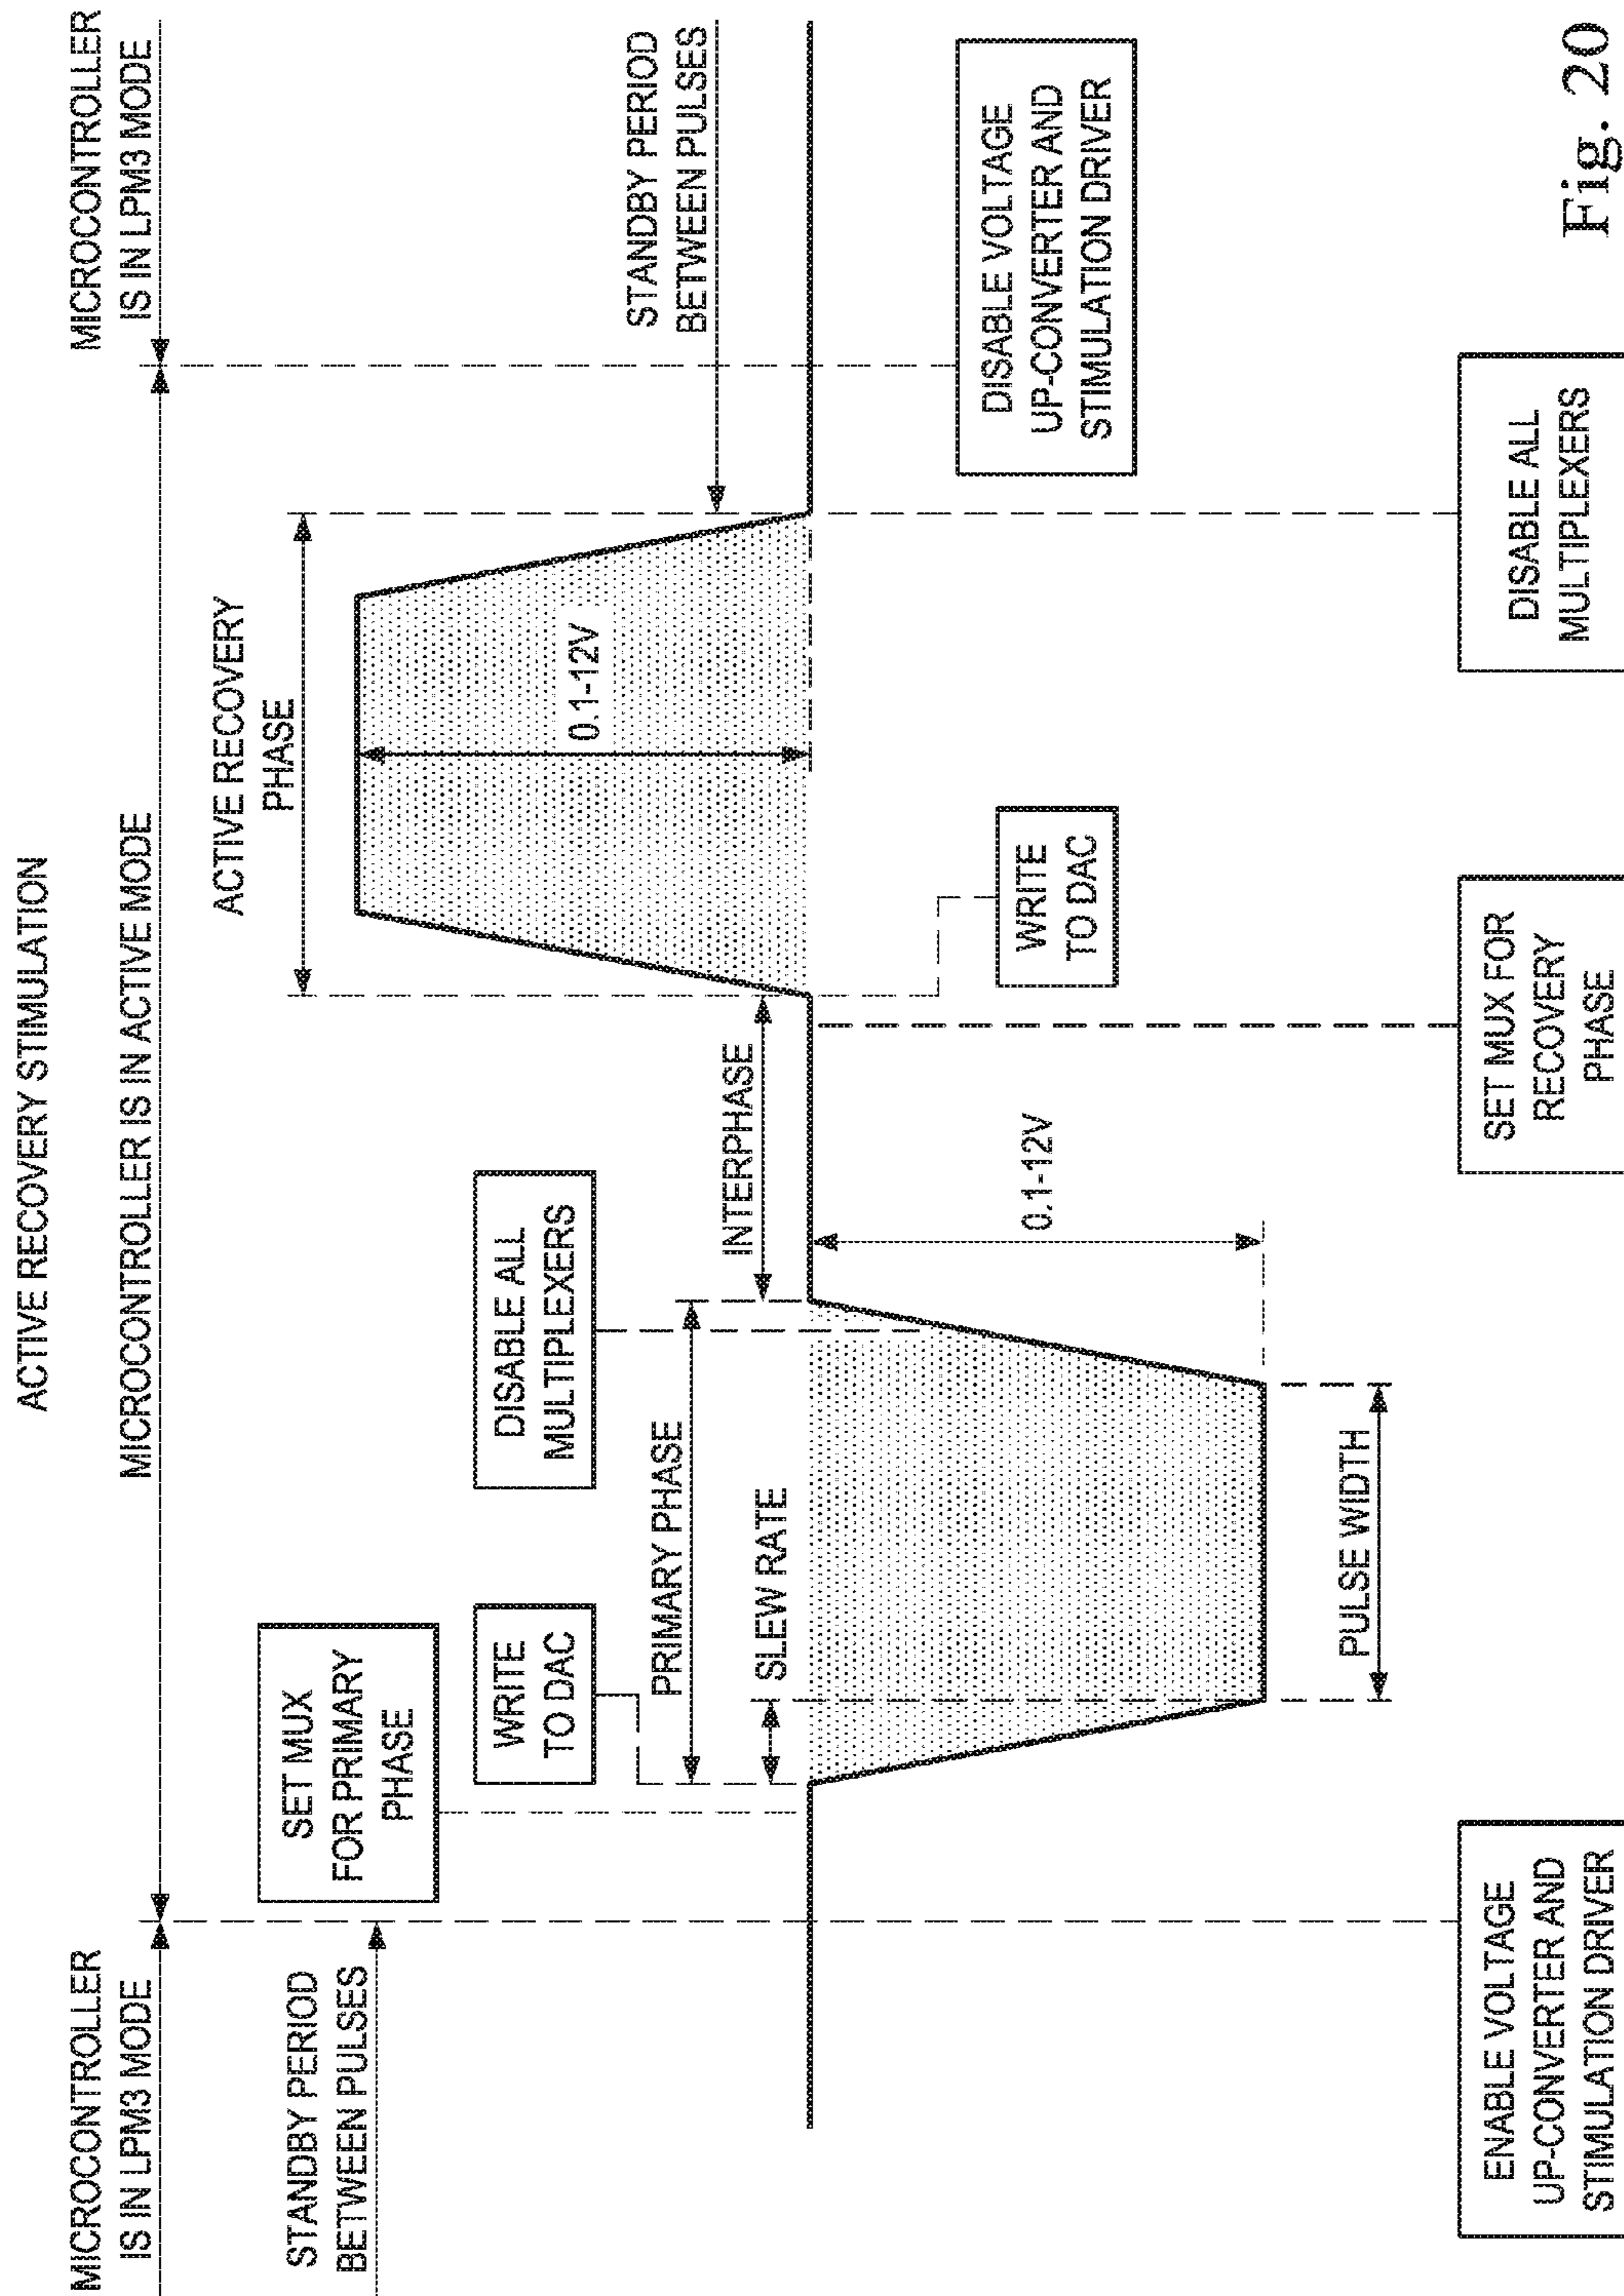 ACTIVE RECOVERY STIMULATION
MICROCONTROLLER
IS IN LPM3 MODE
MICROCONTROLLER IS IN ACTIVE MODE
MICROCONTROLLER
IS IN LPM3 MODE
STANDBY PERIOD
BETWEEN PULSES
SET MUX
FOR PRIMARY
PHASE
WRITE
TO DAC
PRIMARY PHASE
SLEW RATE
DISABLE ALL
MULTIPLEXERS
INTERPHASE
ACTIVE RECOVERY
PHASE
0.1-12V
STANDBY PERIOD
BETWEEN PULSES
PULSE WIDTH
0.1-12V
WRITE
TO DAC
DISABLE VOLTAGE
UP-CONVERTER AND
STIMULATION DRIVER
ENABLE VOLTAGE
UP-CONVERTER AND
STIMULATION DRIVER
SET MUX FOR
RECOVERY
PHASE
DISABLE ALL
MULTIPLEXERS
Fig. 20